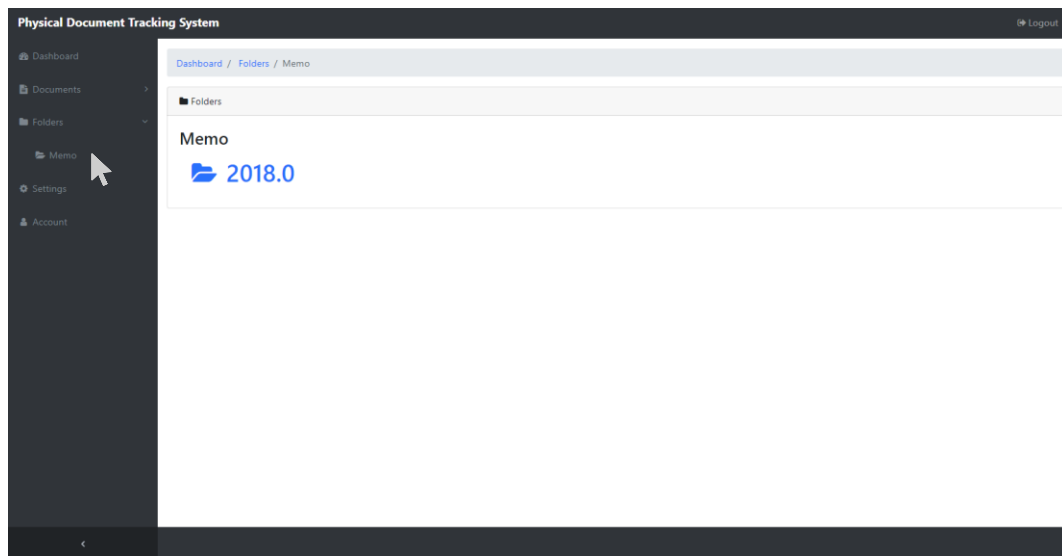 Physical Document Tracking System
Logout
Dashboard
Documents
Folders
Memo
Settings
Account
Dashboard / Folders / Memo
Folders
Memo
2018.0